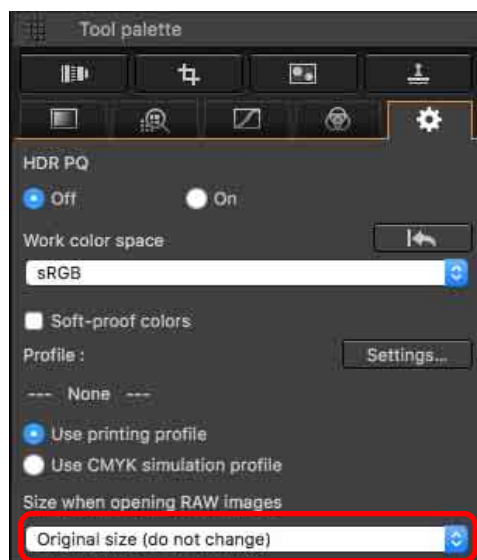 Tool palette
HDR PQ
Off On
Work color space
sRGB
Soft-proof colors
Profile : Settings...
--- None ---
Use printing profile
Use CMYK simulation profile
Size when opening RAW images
Original size (do not change)